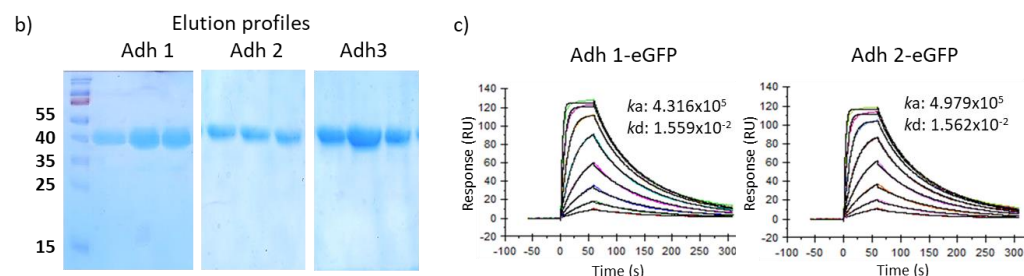 b)
Elution profiles
Adh 1 Adh 2 Adh3
55
40
35
25
15
c)
Adh 1-eGFP
ka: 4.316x10⁵
kd: 1.559x10⁻²
Response (RU)
140
120
100
80
60
40
20
0
-20
-100 -50 0 50 100 150 200 250 300
Time (s)
Adh 2-eGFP
ka: 4.979x10⁵
kd: 1.562x10⁻²
Response (RU)
140
120
100
80
60
40
20
0
-20
-100 -50 0 50 100 150 200 250 300
Time (s)